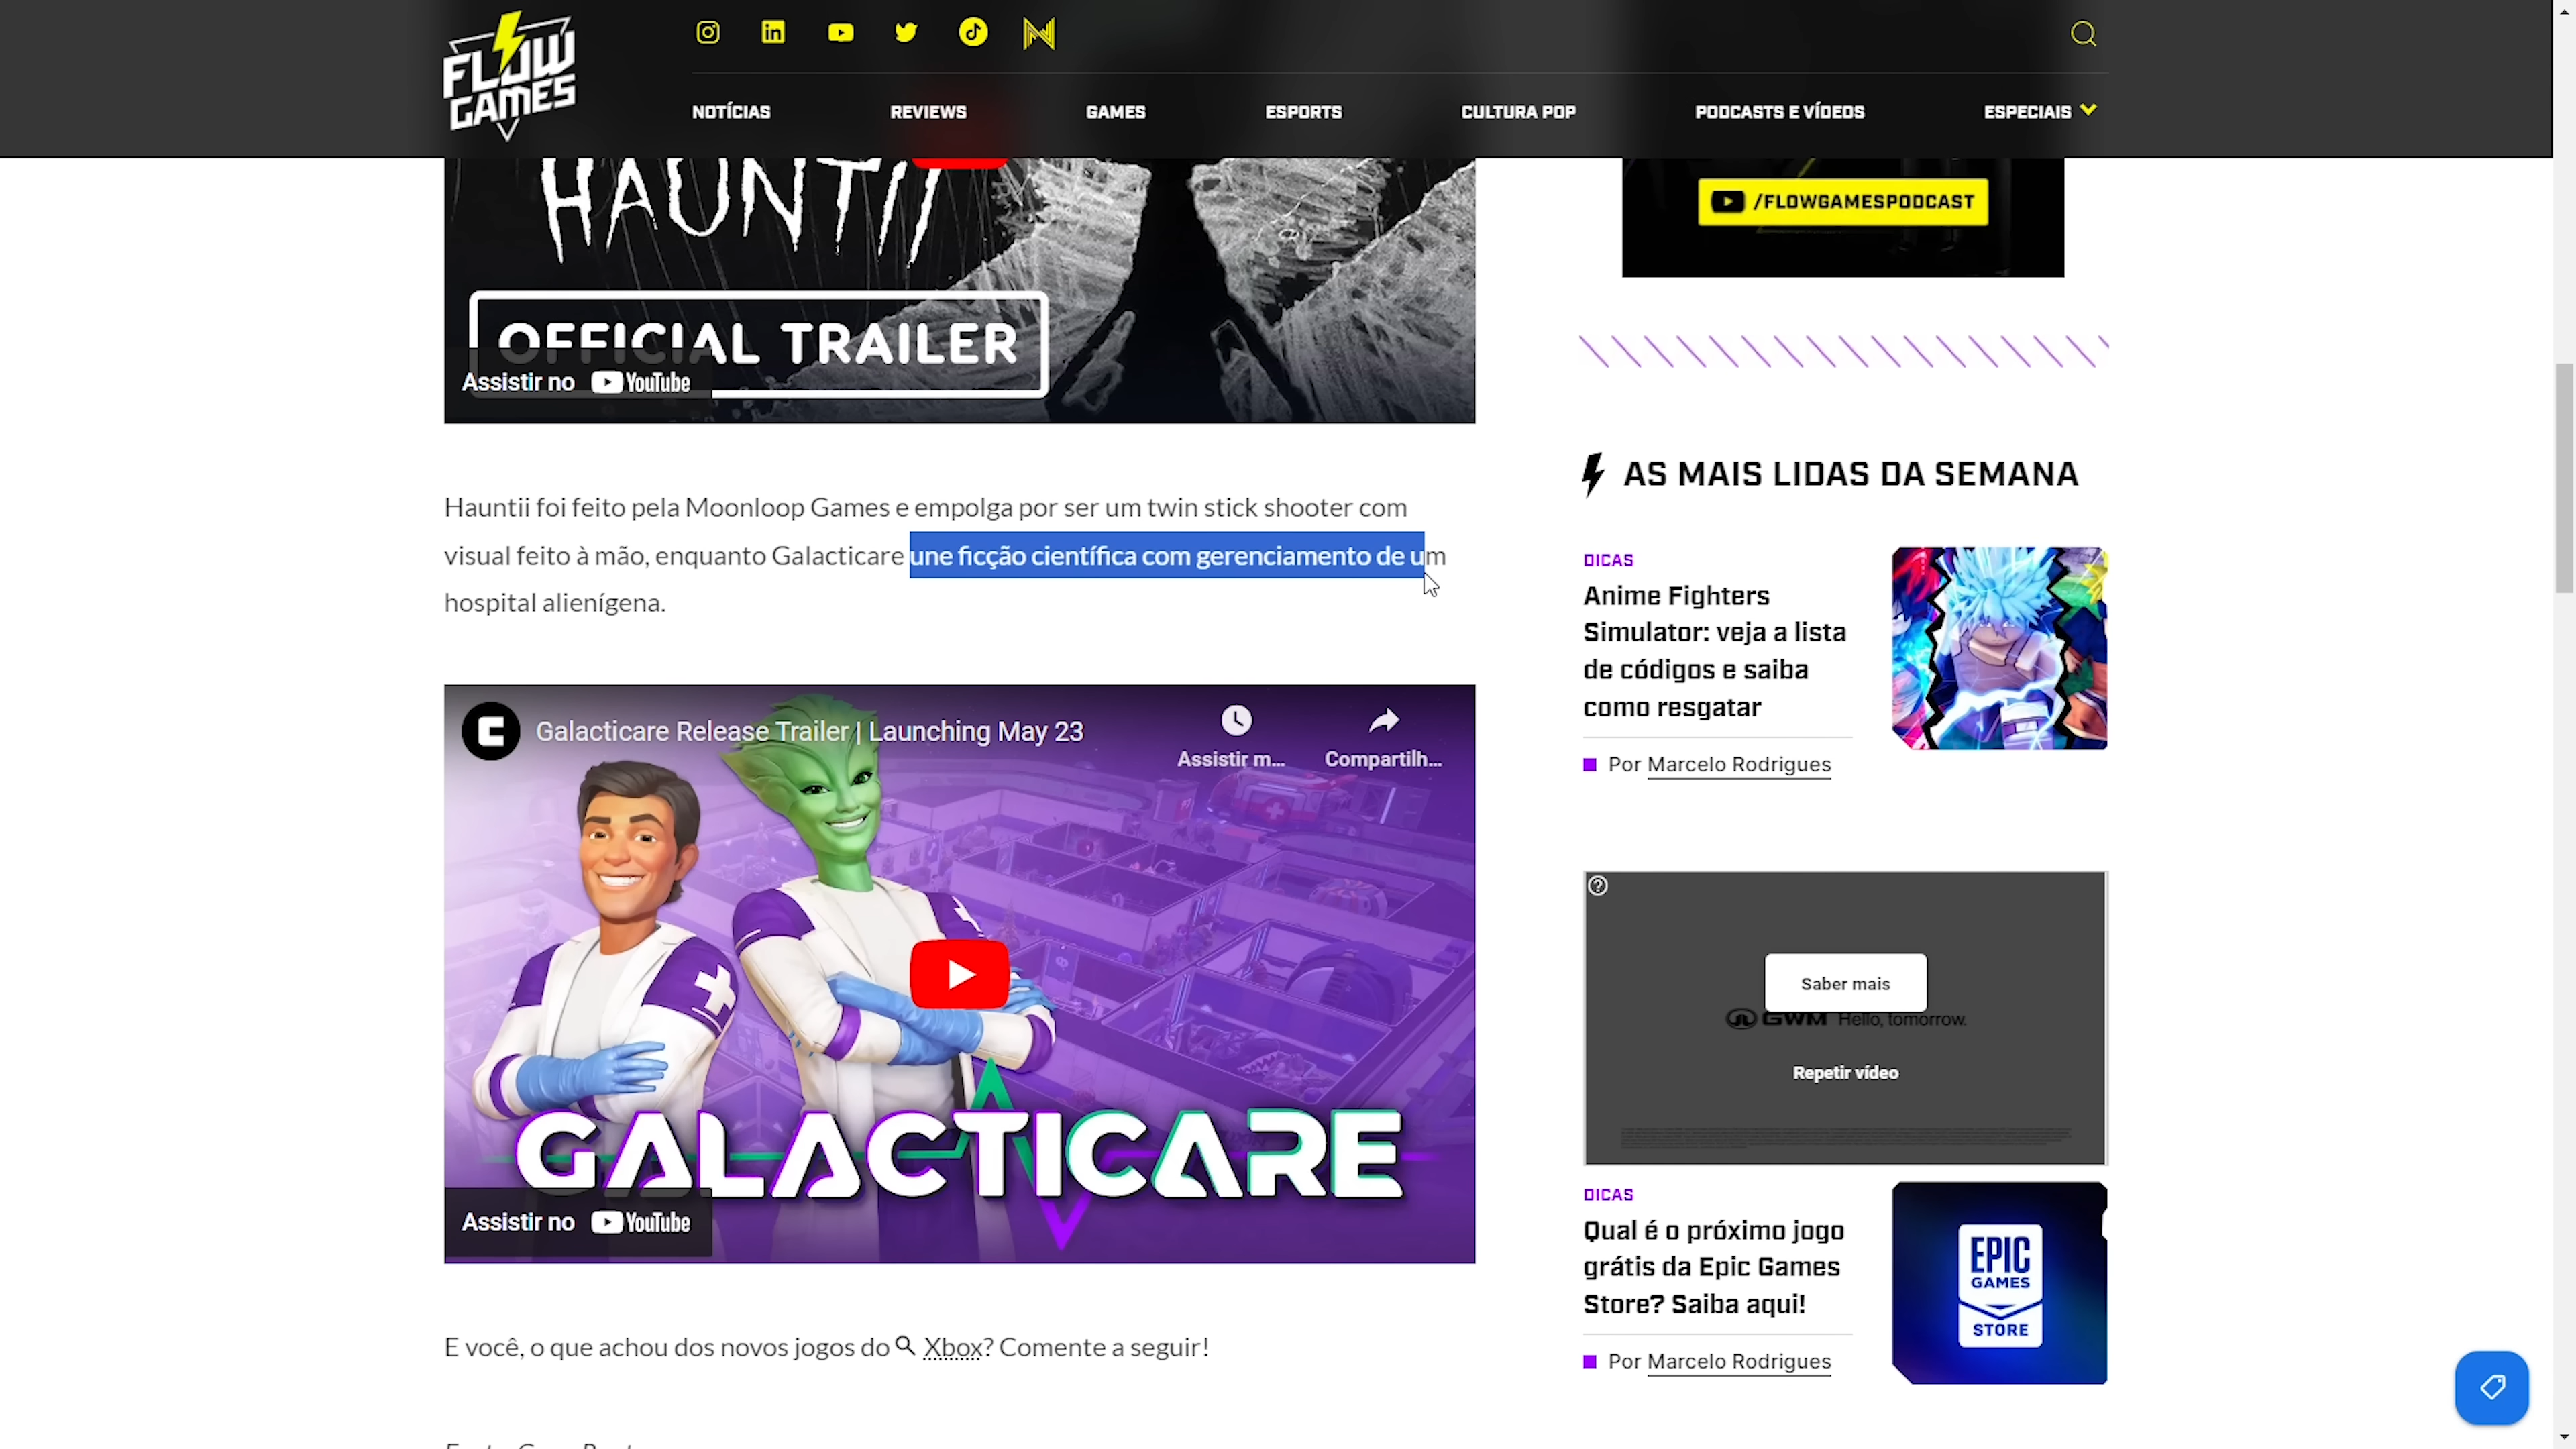 FLOW
GAMES
NOTÍCIAS
REVIEWS
GAMES
ESPORTS
CULTURA POP
PODCASTS E VÍDEOS
ESPECIAIS
HAUNTII
OFFICIAL TRAILER
Assistir no YouTube
Hauntii foi feito pela Moonloop Games e empolga por ser um twin stick shooter com
visual feito à mão, enquanto Galacticare une ficção científica com gerenciamento de um
hospital alienígena.
Galacticare Release Trailer | Launching May 23
Assistir m...
Compartilh...
GALACTICARE
Assistir no YouTube
E você, o que achou dos novos jogos do Xbox? Comente a seguir!
/FLOWGAMESPODCAST
AS MAIS LIDAS DA SEMANA
DICAS
Anime Fighters
Simulator: veja a lista
de códigos e saiba
como resgatar
Por Marcelo Rodrigues
Saber mais
GWM Hello, tomorrow.
Repetir vídeo
DICAS
Qual é o próximo jogo
grátis da Epic Games
Store? Saiba aqui!
Por Marcelo Rodrigues
EPIC
GAMES
STORE